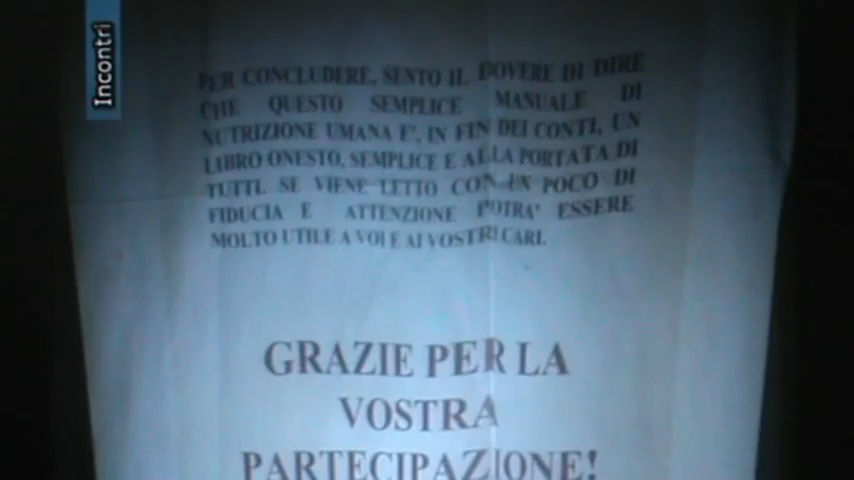 Incontri
PER CONCLUDERE, SENTO IL DOVERE DI DIRE
CHE QUESTO SEMPLICE MANUALE DI
NUTRIZIONE UMANA E', IN FIN DEI CONTI, UN
LIBRO ONESTO, SEMPLICE E ALLA PORTATA DI
TUTTI. SE VIENE LETTO CON UN POCO DI
FIDUCIA E ATTENZIONE POTRA' ESSERE
MOLTO UTILE A VOI E AI VOSTRI CARI.
GRAZIE PER LA
VOSTRA
PARTECIPAZIONE!